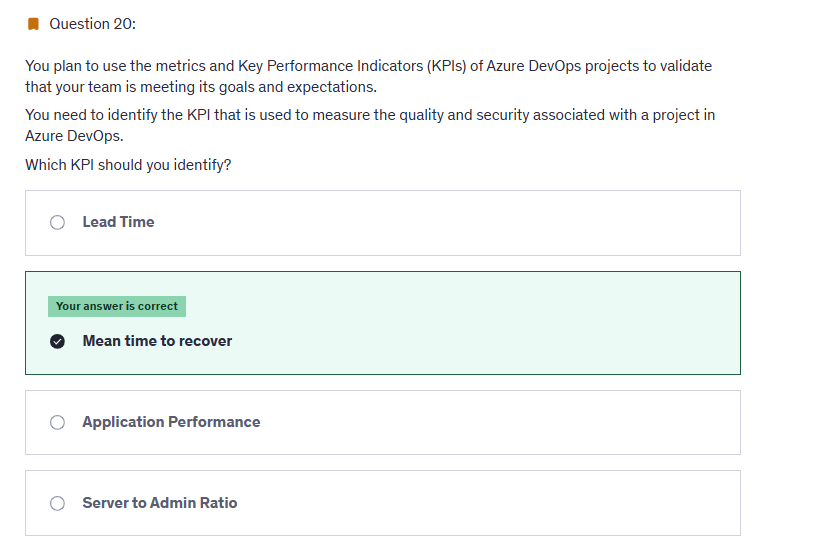 Question 20:
You plan to use the metrics and Key Performance Indicators (KPIs) of Azure DevOps projects to validate
that your team is meeting its goals and expectations.
You need to identify the KPI that is used to measure the quality and security associated with a project in
Azure DevOps.
Which KPI should you identify?
Lead Time
Your answer is correct
Mean time to recover
Application Performance
Server to Admin Ratio